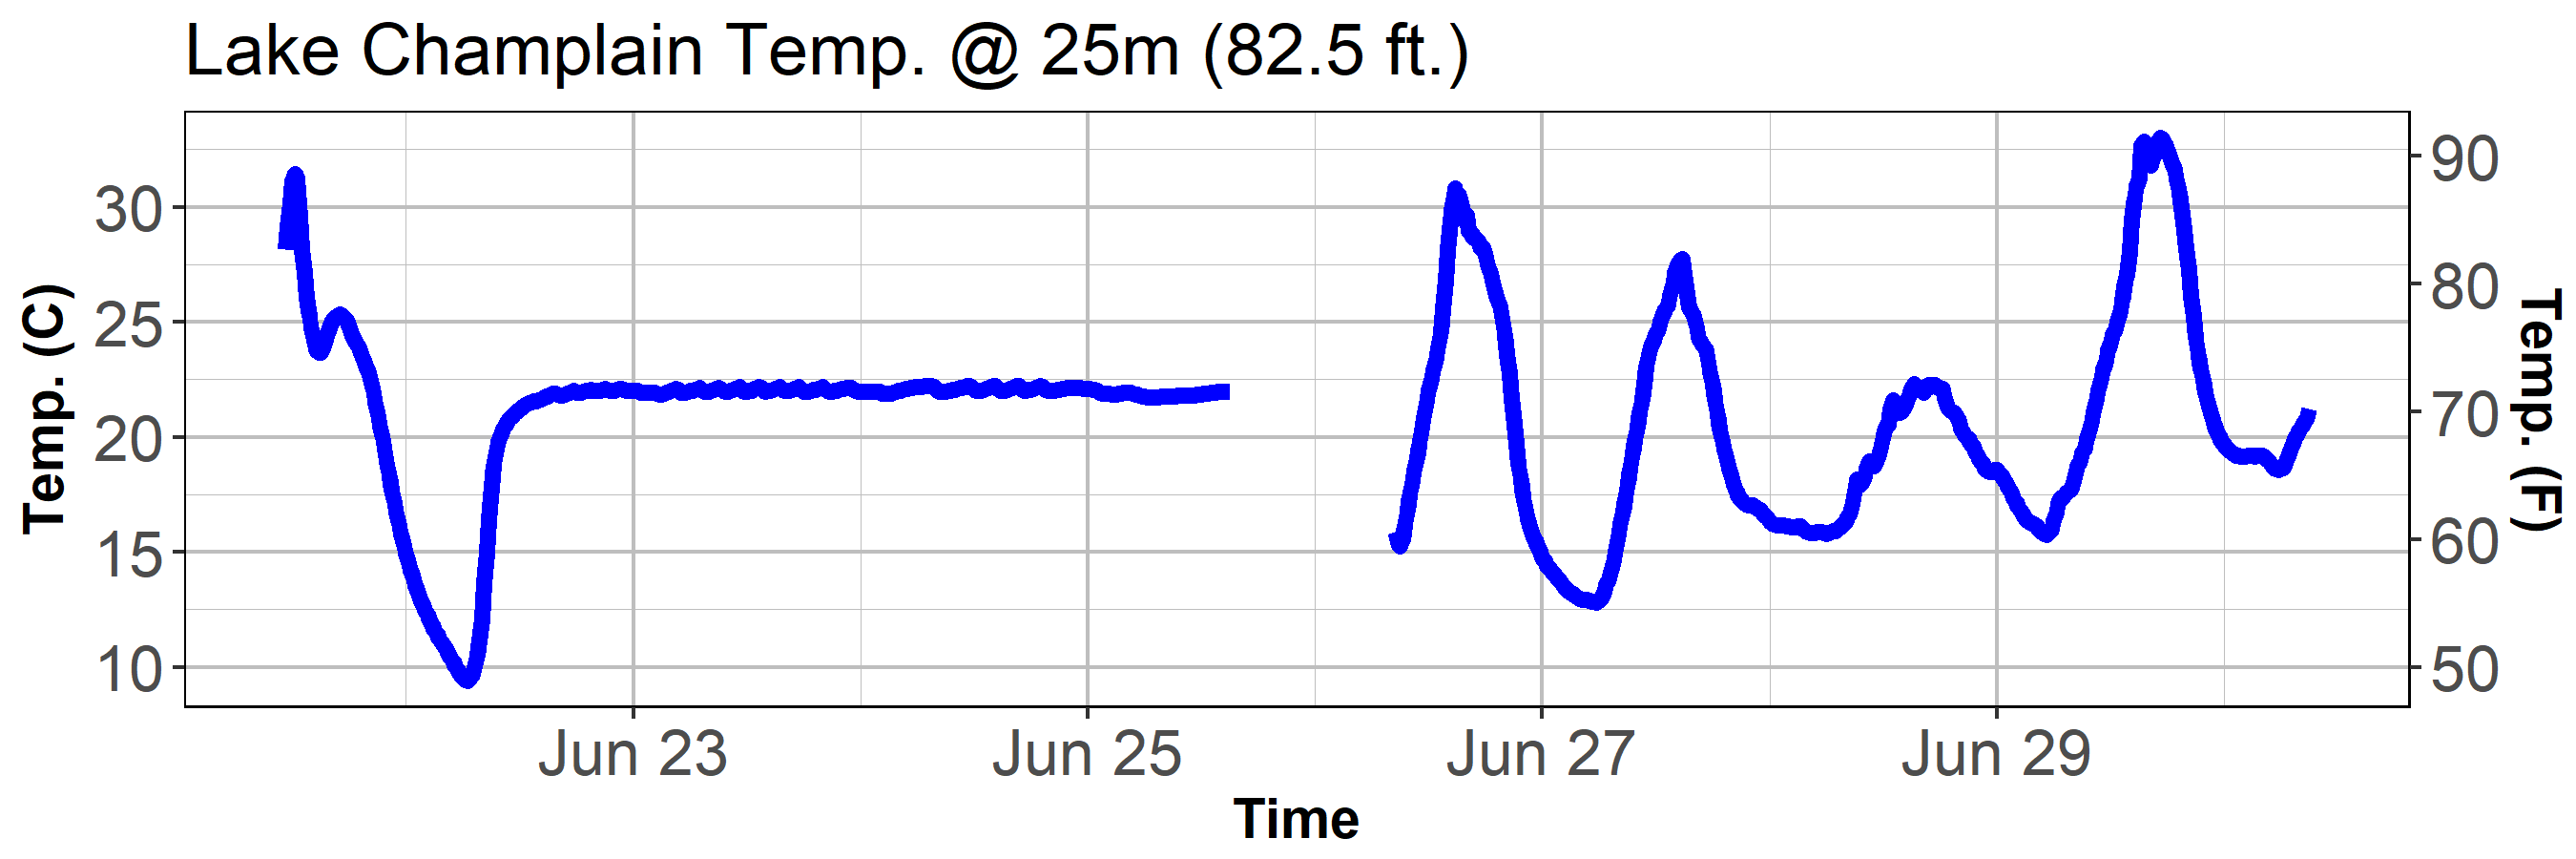 Lake Champlain Temp. @ 25m (82.5 ft.)
Temp. (C)
30
25
20
15
10
90
80
70
60
50
Temp. (F)
Jun 23 Jun 25 Jun 27 Jun 29
Time